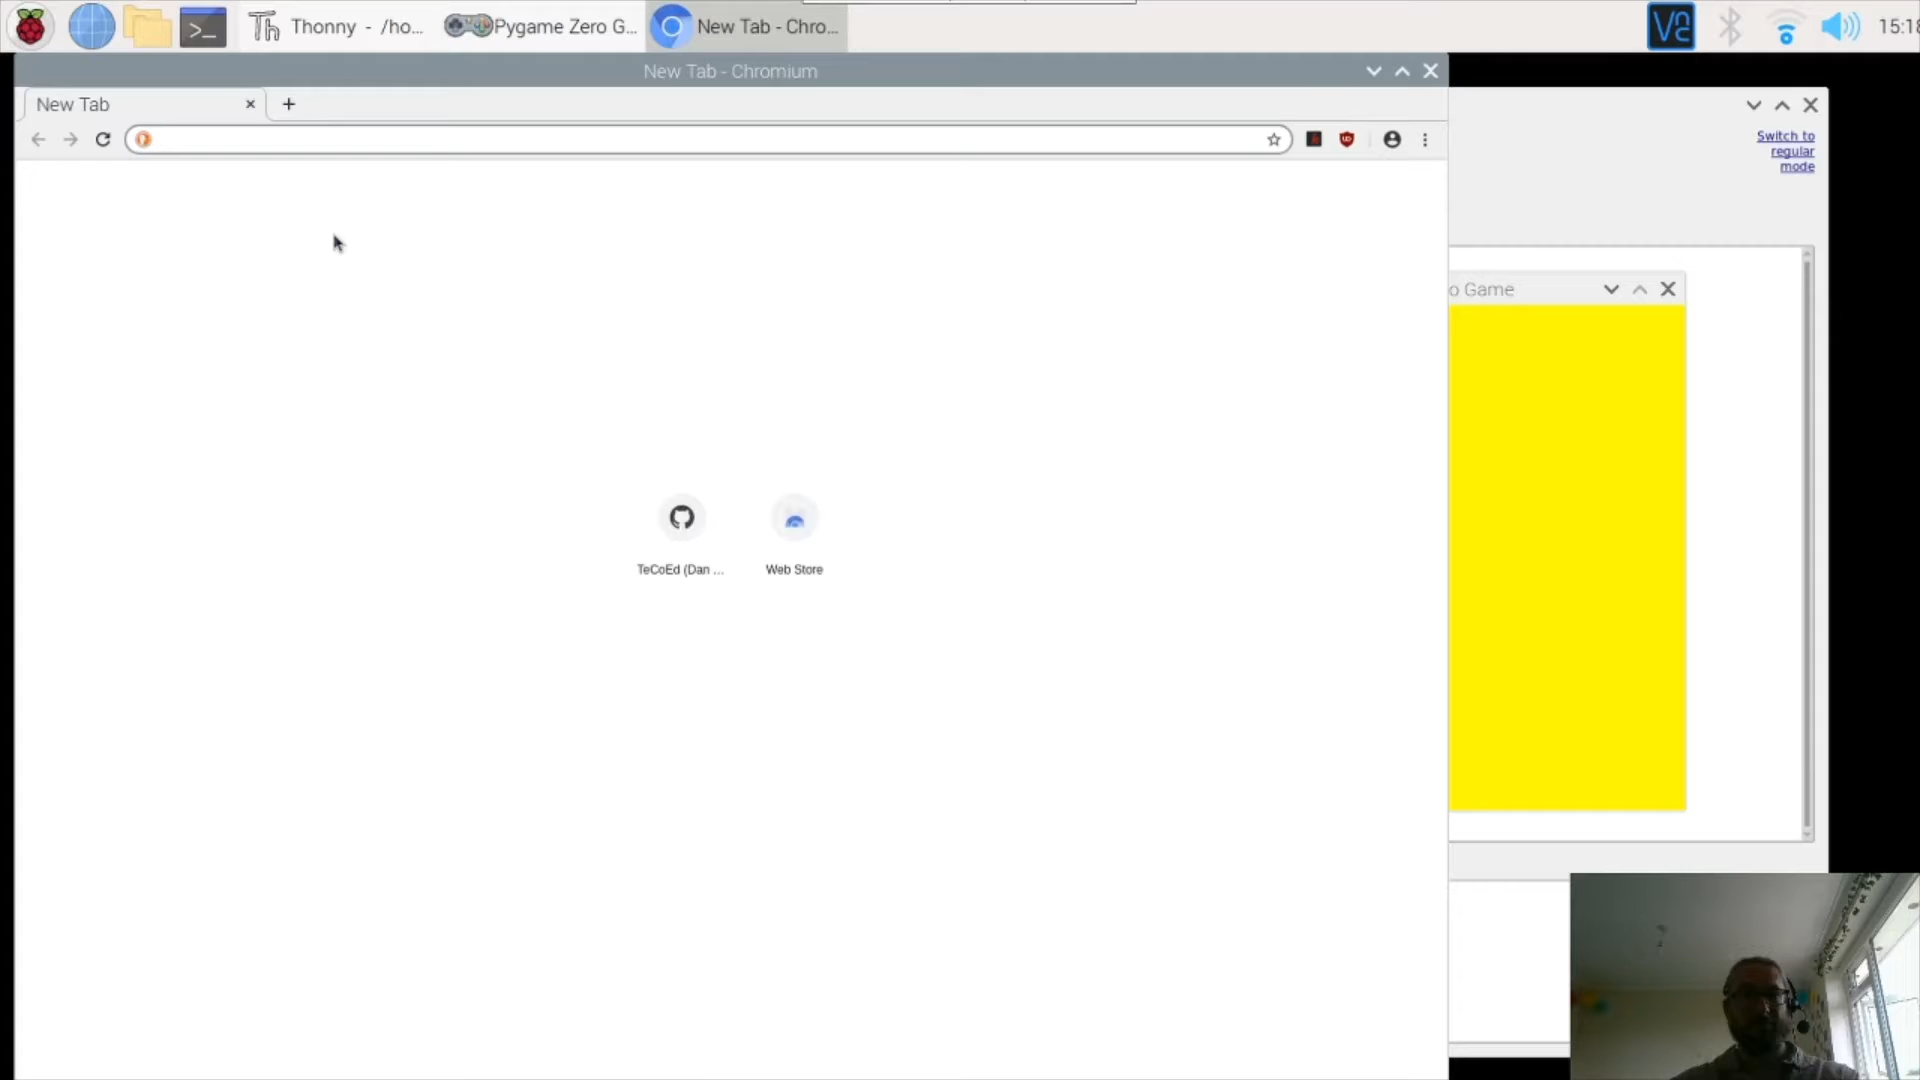 Thonny - /ho...
Pygame Zero G...
New Tab - Chro...
15:18
New Tab - Chromium
New Tab
Switch to
regular
mode
o Game
TeCoEd (Dan ...
Web Store